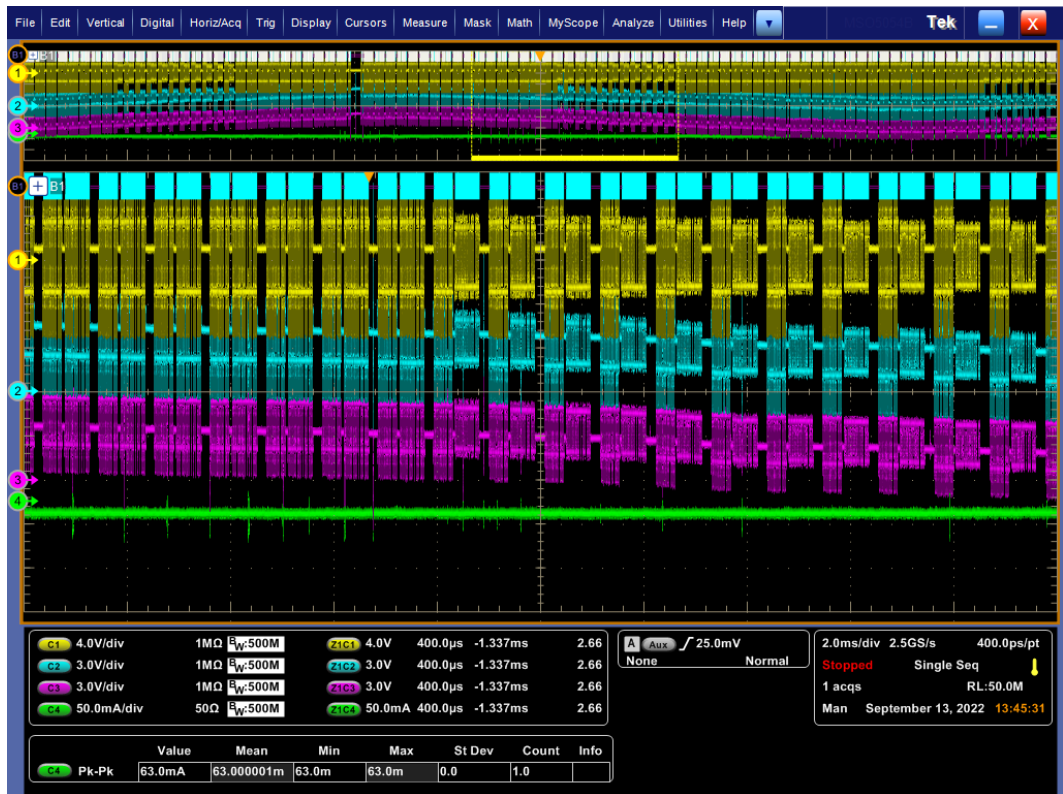 File Edit Vertical Digital Horiz/Acq Trig Display Cursors Measure Mask Math MyScope Analyze Utilities Help Tek X
B1 B1
1
2
3
B1 + B1
1
2
3
4
C1 4.0V/div 1MΩ BW:500M Z1C1 4.0V 400.0µs -1.337ms 2.66
C2 3.0V/div 1MΩ BW:500M Z1C2 3.0V 400.0µs -1.337ms 2.66
C3 3.0V/div 1MΩ BW:500M Z1C3 3.0V 400.0µs -1.337ms 2.66
C4 50.0mA/div 50Ω BW:500M Z1C4 50.0mA 400.0µs -1.337ms 2.66
A Aux 25.0mV
None Normal
2.0ms/div 2.5GS/s 400.0ps/pt
Stopped Single Seq
1 acqs RL:50.0M
Man September 13, 2022 13:45:31
Value Mean Min Max St Dev Count Info
C4 Pk-Pk 63.0mA 63.000001m 63.0m 63.0m 0.0 1.0